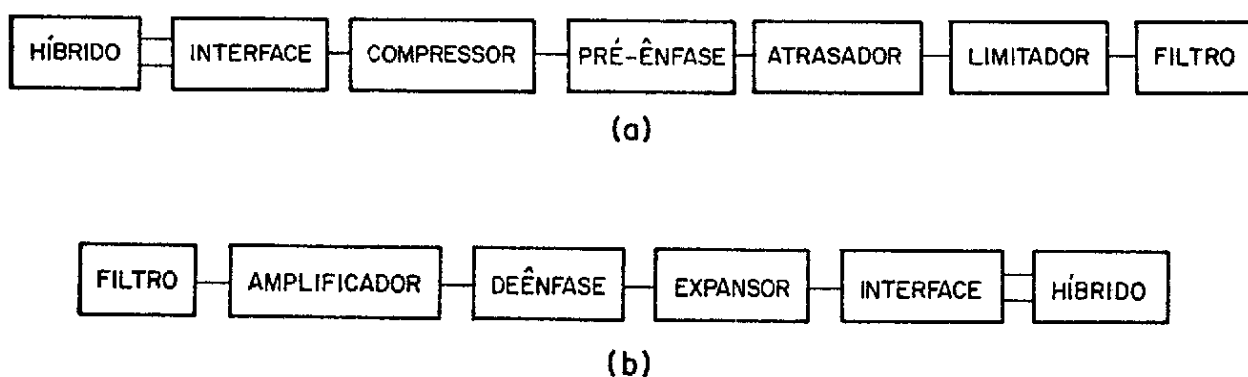 HÍBRIDO INTERFACE COMPRESSOR PRÉ-ÊNFASE ATRASADOR LIMITADOR FILTRO
(a)
FILTRO AMPLIFICADOR DEÊNFASE EXPANSOR INTERFACE HÍBRIDO
(b)